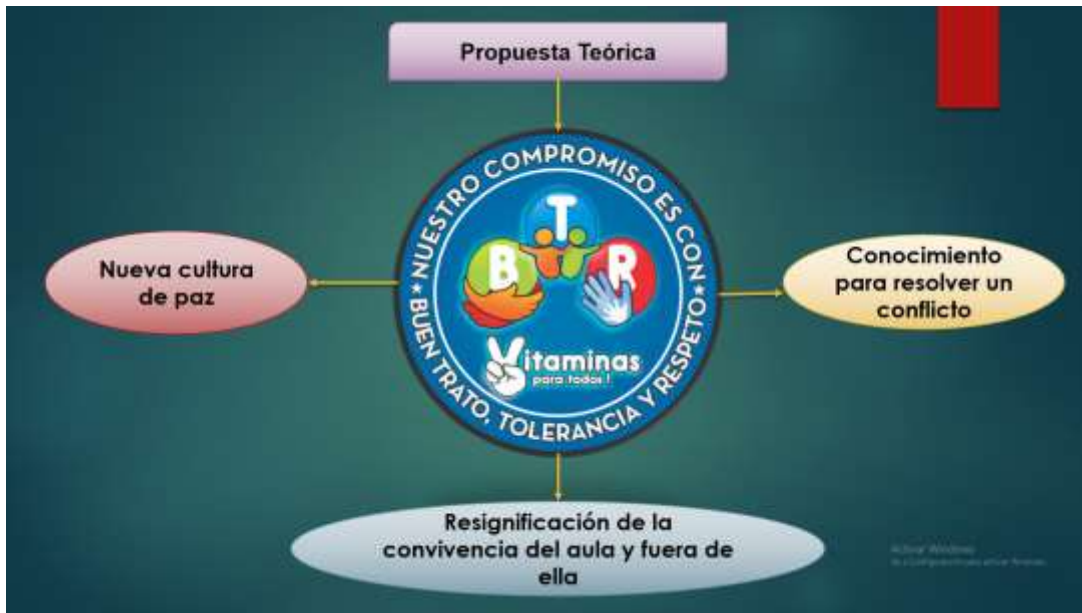 Propuesta Teórica
★ NUESTRO COMPROMISO ES CON ★
BUEN TRATO, TOLERANCIA Y RESPETO
T
B R
Vitaminas
para todos !
Nueva cultura
de paz
Conocimiento
para resolver un
conflicto
Resignificación de la
convivencia del aula y fuera de
ella
Activar Windows